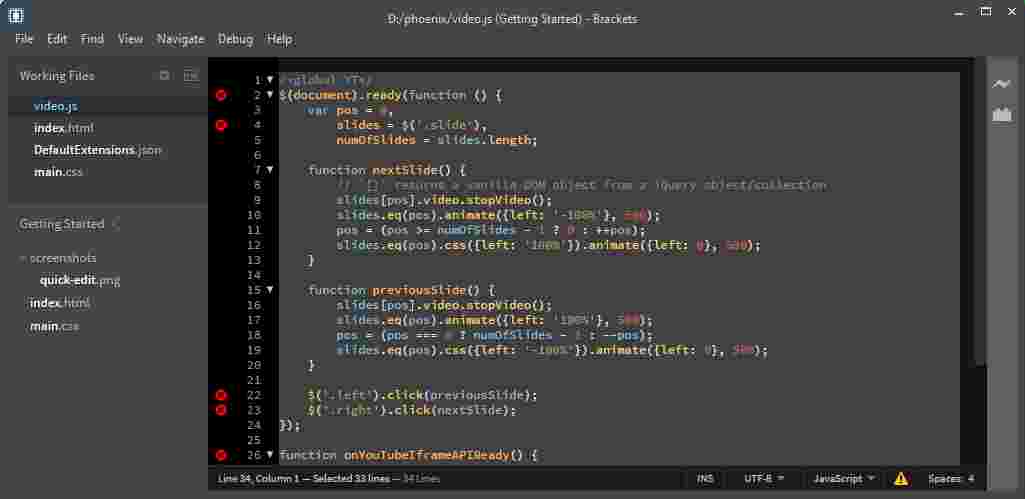 D:/phoenix/video.js (Getting Started) - Brackets
File Edit Find View Navigate Debug Help
Working Files
video.js
index.html
DefaultExtensions.json
main.css
Getting Started
screenshots
quick-edit.png
index.html
main.css
1 /*global YT*/
2 $(document).ready(function () {
3 var pos = 0,
4 slides = $('.slide'),
5 numOfSlides = slides.length;
6
7 function nextSlide() {
8 // `[]` returns a vanilla DOM object from a jQuery object/collection
9 slides[pos].video.stopVideo();
10 slides.eq(pos).animate({left: '-100%'}, 500);
11 pos = (pos >= numOfSlides - 1 ? 0 : ++pos);
12 slides.eq(pos).css({left: '100%'}).animate({left: 0}, 500);
13 }
14
15 function previousSlide() {
16 slides[pos].video.stopVideo();
17 slides.eq(pos).animate({left: '100%'}, 500);
18 pos = (pos === 0 ? numOfSlides - 1 : --pos);
19 slides.eq(pos).css({left: '-100%'}).animate({left: 0}, 500);
20 }
21
22 $('.left').click(previousSlide);
23 $('.right').click(nextSlide);
24 });
25
26 function onYouTubeIframeAPIReady() {
Line 34, Column 1 — Selected 33 lines — 34 Lines
INS UTF-8 JavaScript Spaces: 4